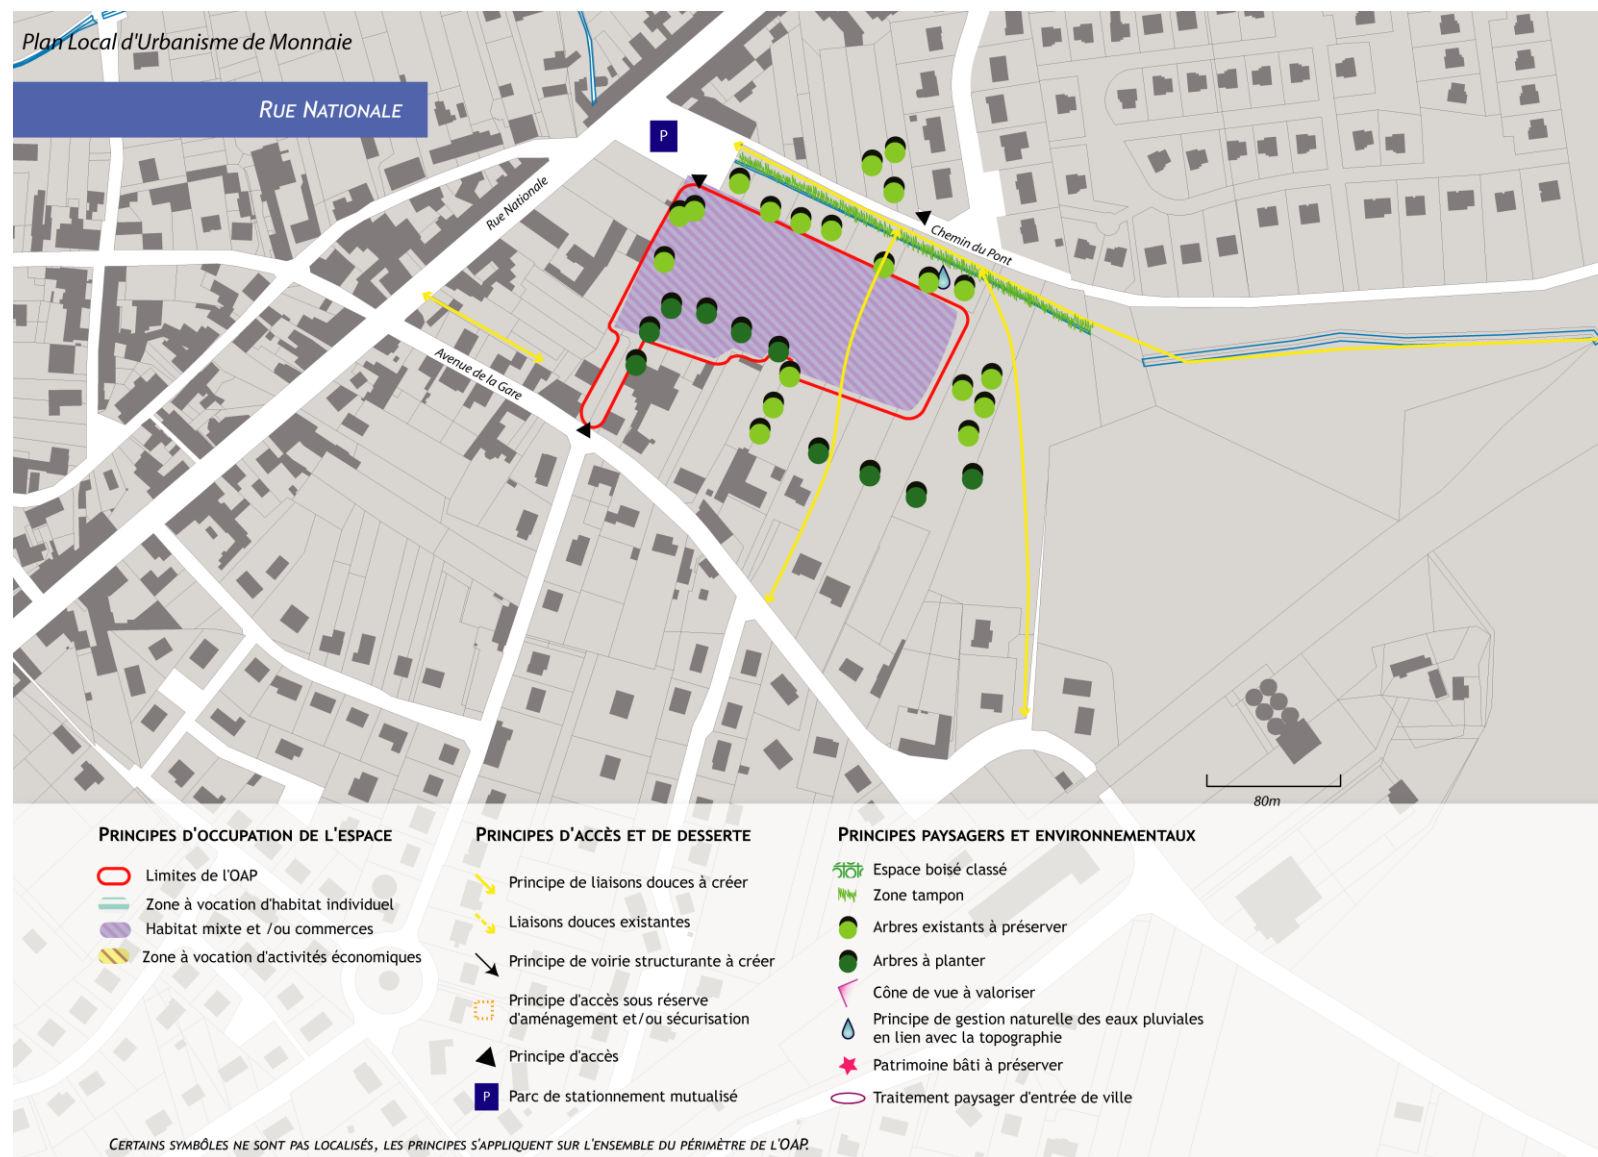 Plan Local d'Urbanisme de Monnaie
RUE NATIONALE
P
Rue Nationale
Chemin du Pont
Avenue de la Gare
80m
PRINCIPES D'OCCUPATION DE L'ESPACE
Limites de l'OAP
Zone à vocation d'habitat individuel
Habitat mixte et /ou commerces
Zone à vocation d'activités économiques
PRINCIPES D'ACCÈS ET DE DESSERTE
Principe de liaisons douces à créer
Liaisons douces existantes
Principe de voirie structurante à créer
Principe d'accès sous réserve
d'aménagement et/ou sécurisation
Principe d'accès
P Parc de stationnement mutualisé
PRINCIPES PAYSAGERS ET ENVIRONNEMENTAUX
Espace boisé classé
Zone tampon
Arbres existants à préserver
Arbres à planter
Cône de vue à valoriser
Principe de gestion naturelle des eaux pluviales
en lien avec la topographie
Patrimoine bâti à préserver
Traitement paysager d'entrée de ville
CERTAINS SYMBÔLES NE SONT PAS LOCALISÉS, LES PRINCIPES S'APPLIQUENT SUR L'ENSEMBLE DU PÉRIMÈTRE DE L'OAP.